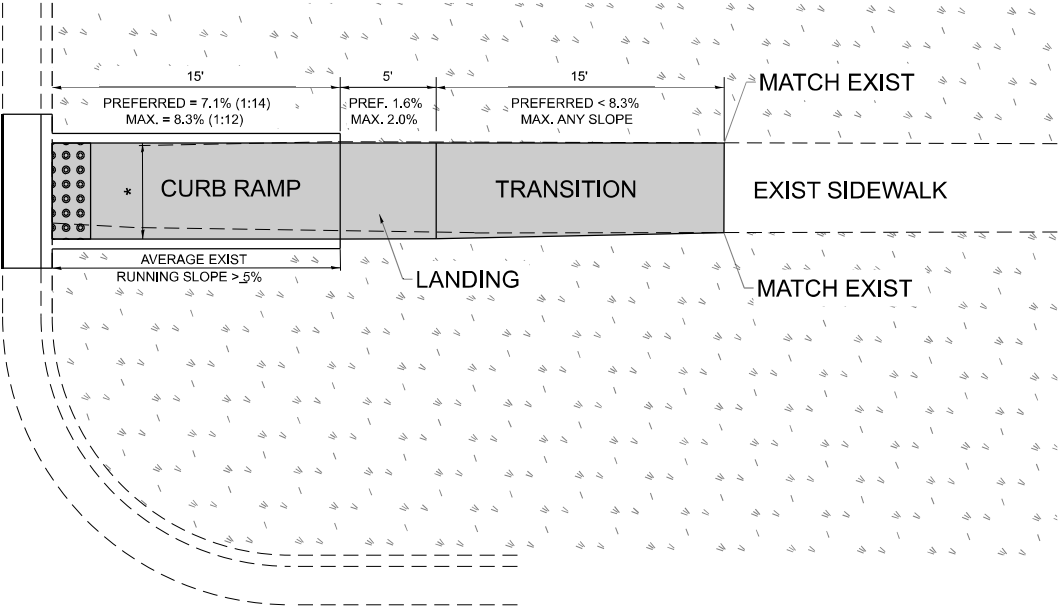 15'
5'
15'
PREFERRED = 7.1% (1:14)
MAX. = 8.3% (1:12)
PREF. 1.6%
MAX. 2.0%
PREFERRED < 8.3%
MAX. ANY SLOPE
MATCH EXIST
*
CURB RAMP
TRANSITION
EXIST SIDEWALK
AVERAGE EXIST
RUNNING SLOPE > 5%
LANDING
MATCH EXIST